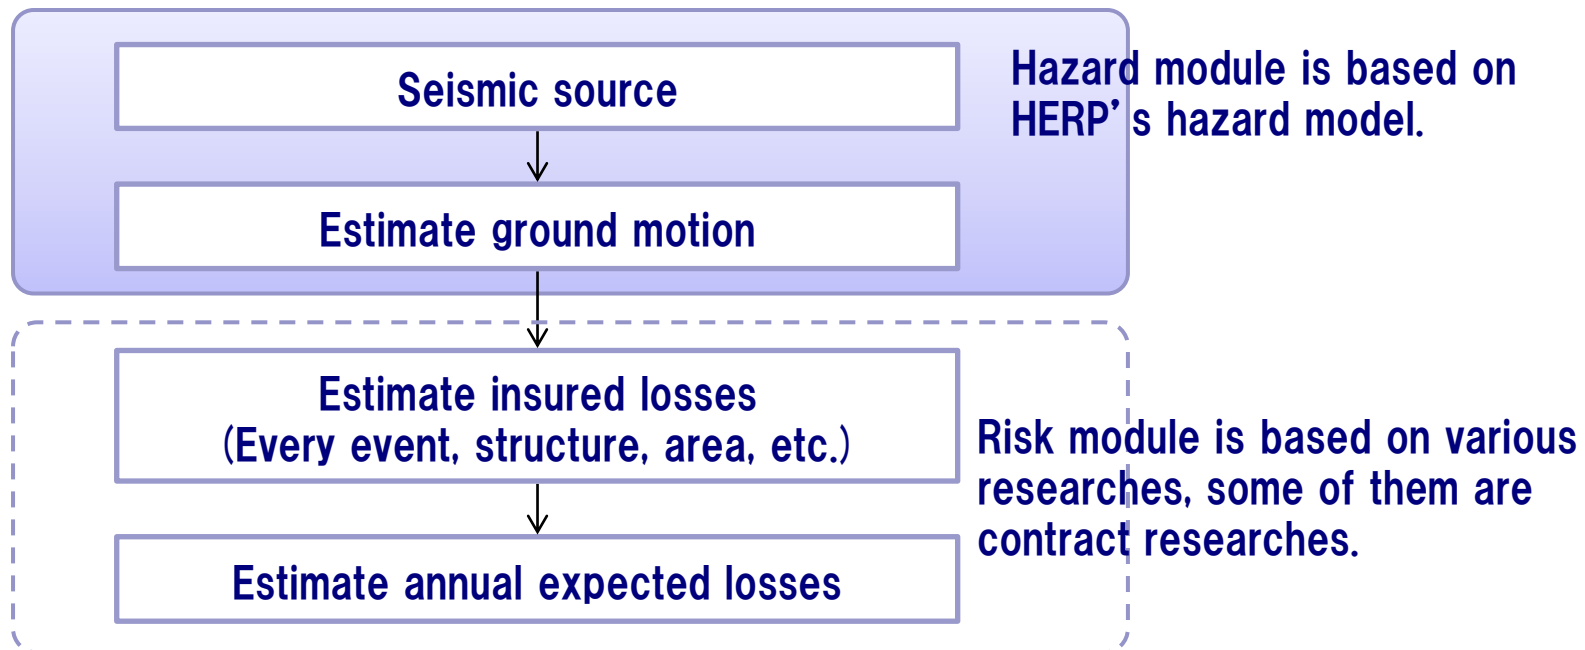 Seismic source
Hazard module is based on
HERP's hazard model.
Estimate ground motion
Estimate insured losses
(Every event, structure, area, etc.)
Risk module is based on various
researches, some of them are
contract researches.
Estimate annual expected losses